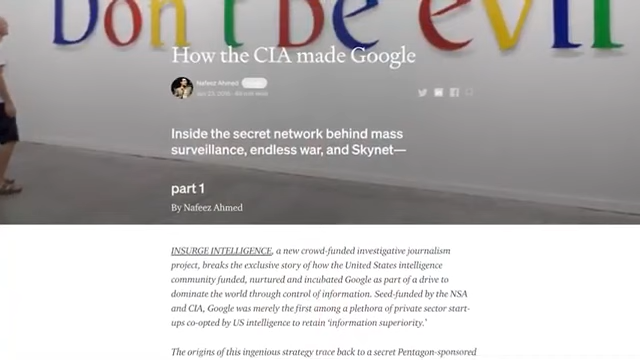 Don't be evil
How the CIA made Google
Nafeez Ahmed
Inside the secret network behind mass
surveillance, endless war, and Skynet—
part 1
By Nafeez Ahmed
INSURGE INTELLIGENCE, a new crowd-funded investigative journalism
project, breaks the exclusive story of how the United States intelligence
community funded, nurtured and incubated Google as part of a drive to
dominate the world through control of information. Seed-funded by the NSA
and CIA, Google was merely the first among a plethora of private sector start-
ups co-opted by US intelligence to retain ‘information superiority.’
The origins of this ingenious strategy trace back to a secret Pentagon-sponsored